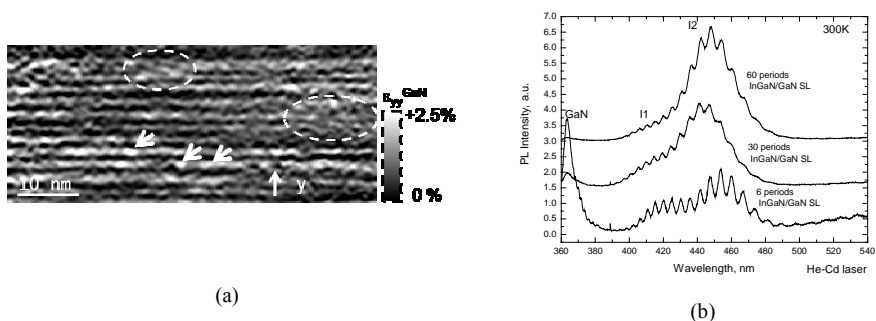 ε_yy^GaN
+2.5%
0 %
10 nm
y
(a)
(b)
7.0
6.5
6.0
5.5
5.0
4.5
4.0
3.5
3.0
2.5
2.0
1.5
1.0
0.5
0.0
PL Intensity, a.u.
I2
300K
60 periods
InGaN/GaN SL
GaN
I1
30 periods
InGaN/GaN SL
6 periods
InGaN/GaN SL
360 380 400 420 440 460 480 500 520 540
Wavelength, nm
He-Cd laser